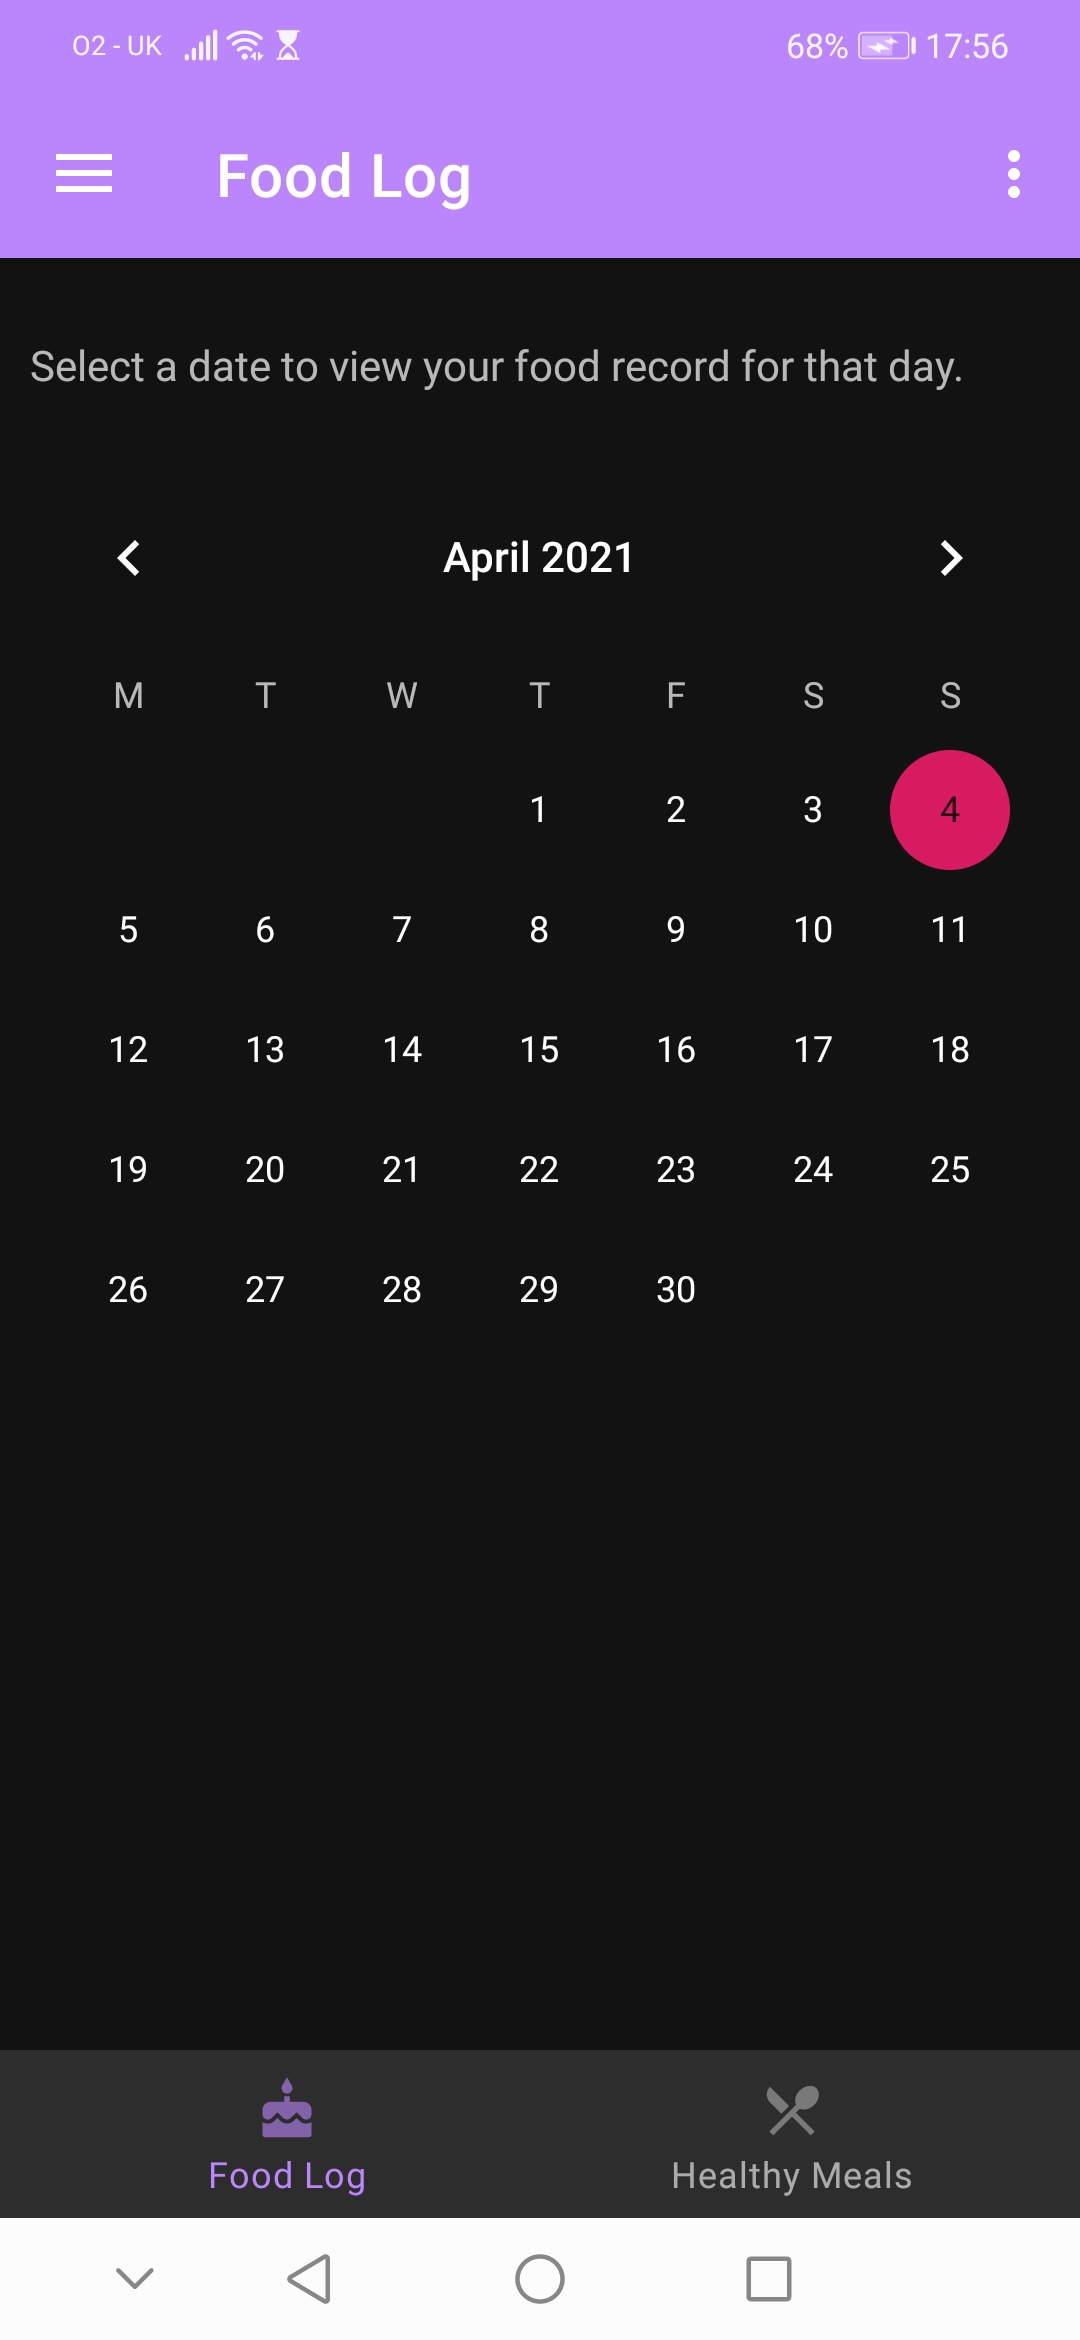 O2 - UK 68% 17:56
Food Log
Select a date to view your food record for that day.
April 2021
M T W T F S S
1 2 3 4
5 6 7 8 9 10 11
12 13 14 15 16 17 18
19 20 21 22 23 24 25
26 27 28 29 30
Food Log Healthy Meals